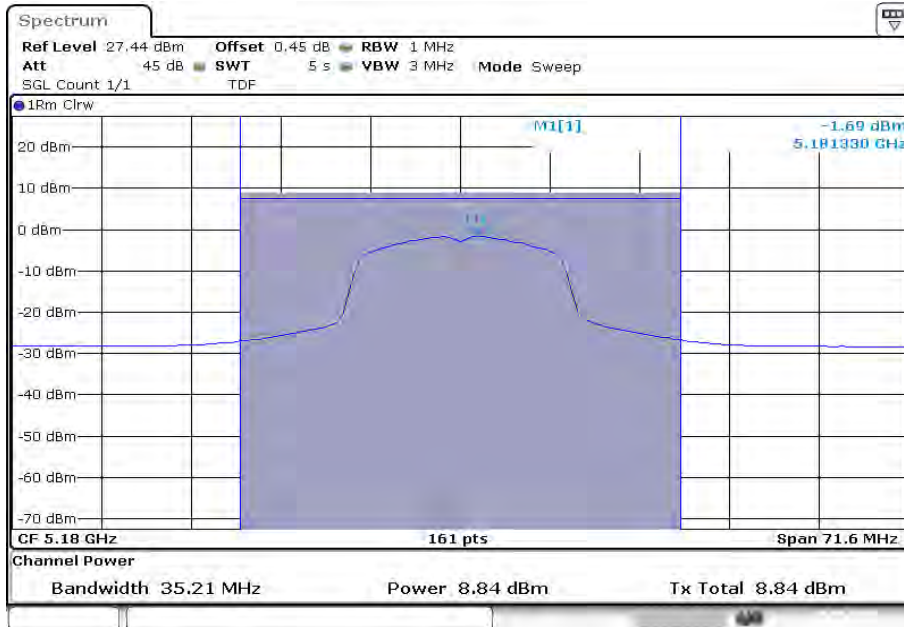 Spectrum
Ref Level 27.44 dBm Offset 0.45 dB RBW 1 MHz
Att 45 dB SWT 5 s VBW 3 MHz Mode Sweep
SGL Count 1/1 TDF
1Rm Clrw
M1[1] -1.69 dBm
5.181330 GHz
20 dBm
10 dBm
0 dBm
-10 dBm
-20 dBm
-30 dBm
-40 dBm
-50 dBm
-60 dBm
-70 dBm
CF 5.18 GHz 161 pts Span 71.6 MHz
Channel Power
Bandwidth 35.21 MHz Power 8.84 dBm Tx Total 8.84 dBm